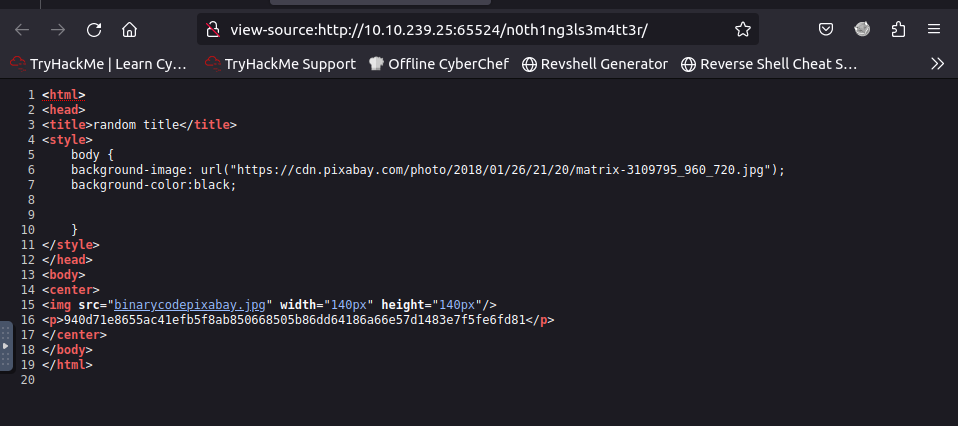 view-source:http://10.10.239.25:65524/n0th1ng3ls3m4tt3r/
TryHackMe | Learn Cy… TryHackMe Support Offline CyberChef Revshell Generator Reverse Shell Cheat S…
1 <html>
2 <head>
3 <title>random title</title>
4 <style>
5 body {
6 background-image: url("https://cdn.pixabay.com/photo/2018/01/26/21/20/matrix-3109795_960_720.jpg");
7 background-color:black;
8
9
10 }
11 </style>
12 </head>
13 <body>
14 <center>
15 <img src="binarycodepixabay.jpg" width="140px" height="140px"/>
16 <p>940d71e8655ac41efb5f8ab850668505b86dd64186a66e57d1483e7f5fe6fd81</p>
17 </center>
18 </body>
19 </html>
20